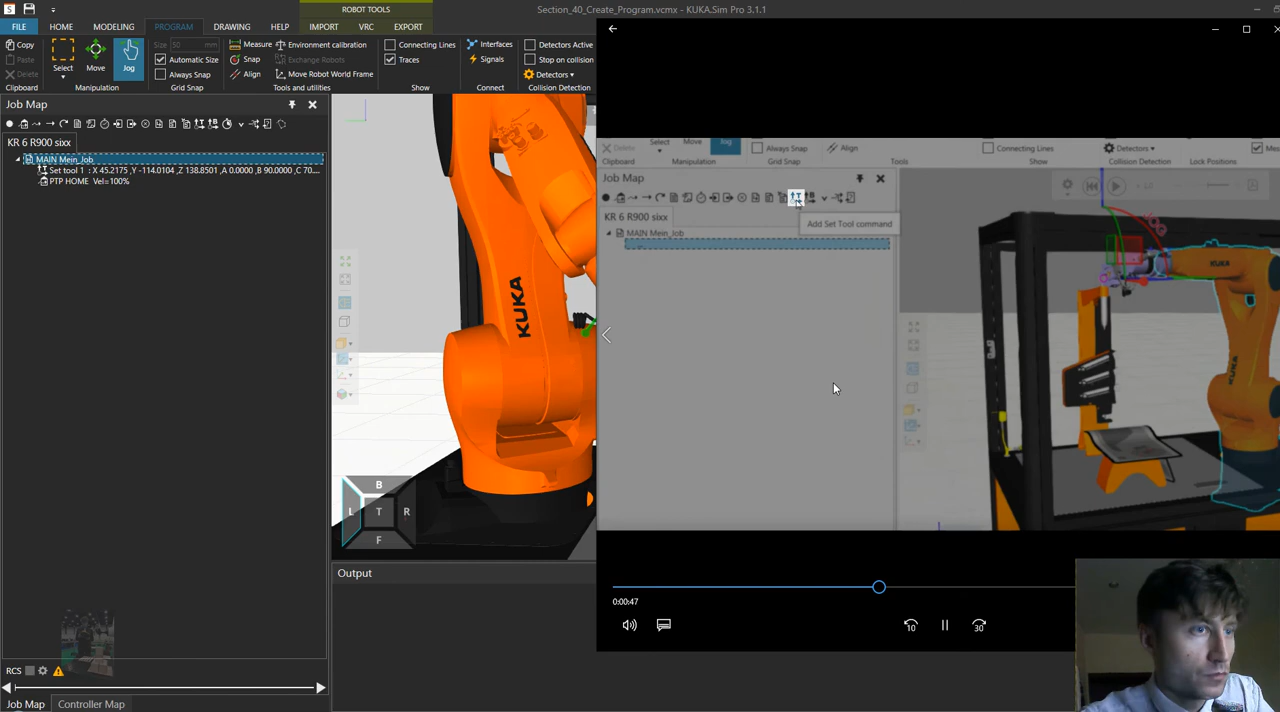 ROBOT TOOLS
Section_40_Create_Program.vcmx - KUKA.Sim Pro 3.1.1
FILE HOME MODELING PROGRAM DRAWING HELP IMPORT VRC EXPORT
Copy
Paste
Delete
Clipboard
Select
Move
Jog
Manipulation
Size 50 mm
Automatic Size
Always Snap
Grid Snap
Measure
Snap
Align
Environment calibration
Exchange Robots
Move Robot World Frame
Tools and utilities
Connecting Lines
Traces
Show
Interfaces
Signals
Connect
Detectors Active
Stop on collision
Detectors
Collision Detection
Job Map
KR 6 R900 sixx
MAIN Mein_Job
Set tool 1 : X 45.2175 ,Y -114.0104 ,Z 138.8501 ,A 0.0000 ,B 90.0000 ,C 70....
PTP HOME Vel=100%
KUKA
B
L T R
F
Output
RCS
Job Map Controller Map
Delete
Clipboard
Select
Move
Jog
Manipulation
Always Snap
Grid Snap
Align
Tools
Connecting Lines
Show
Detectors
Collision Detection
Mes
Lock Positions
Job Map
KR 6 R900 sixx
MAIN Mein_Job
Add Set Tool command
KUKA
KUKA
0:00:47
10
30